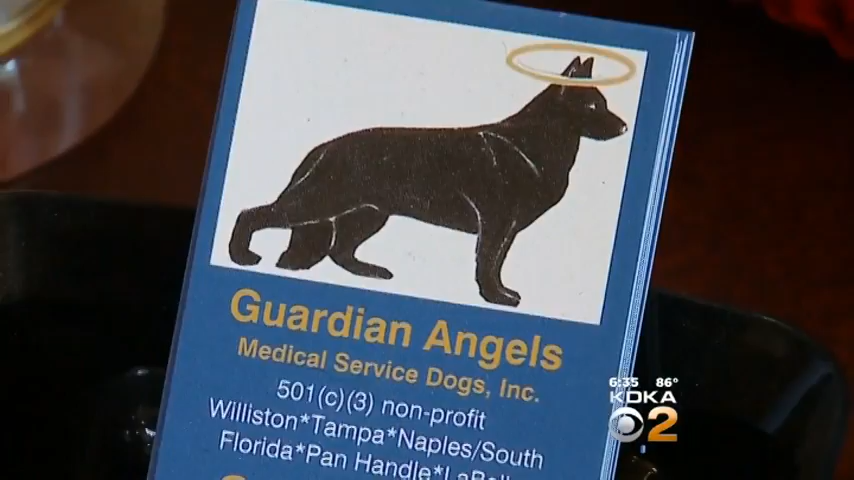 Guardian Angels
Medical Service Dogs, Inc.
501(c)(3) non-profit
Williston*Tampa*Naples/South
Florida*Pan Handle*
6:35 86°
KDKA
2